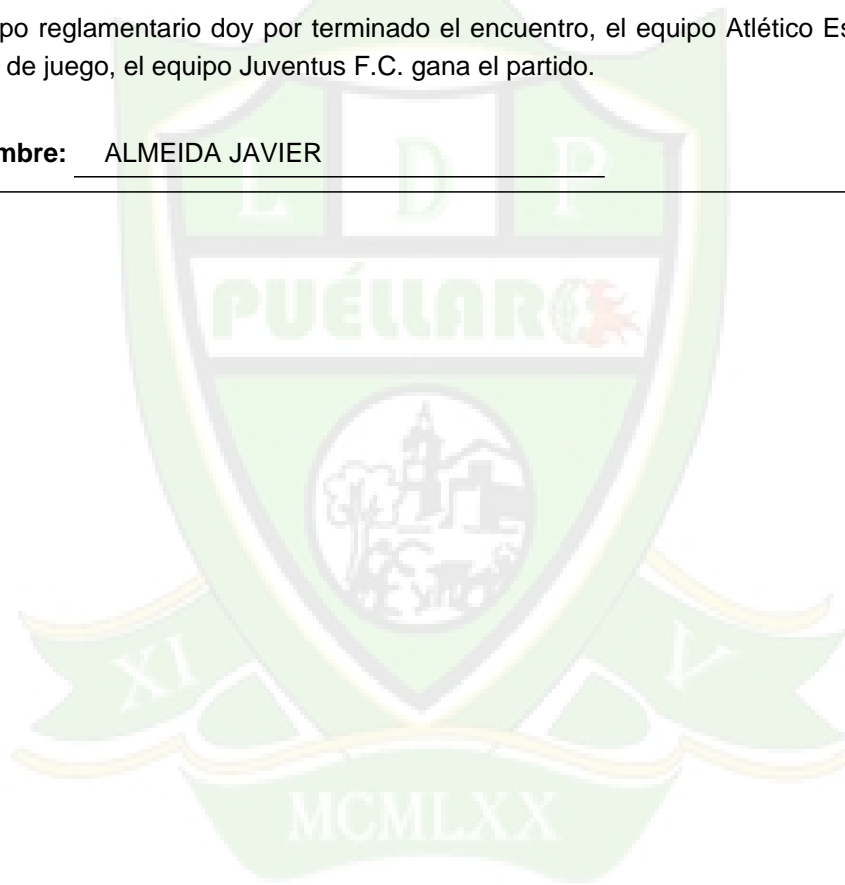 po reglamentario doy por terminado el encuentro, el equipo Atlético Es
de juego, el equipo Juventus F.C. gana el partido.
mbre: ALMEIDA JAVIER
L D P
PUÉLLARO
XI V
MCMLXX